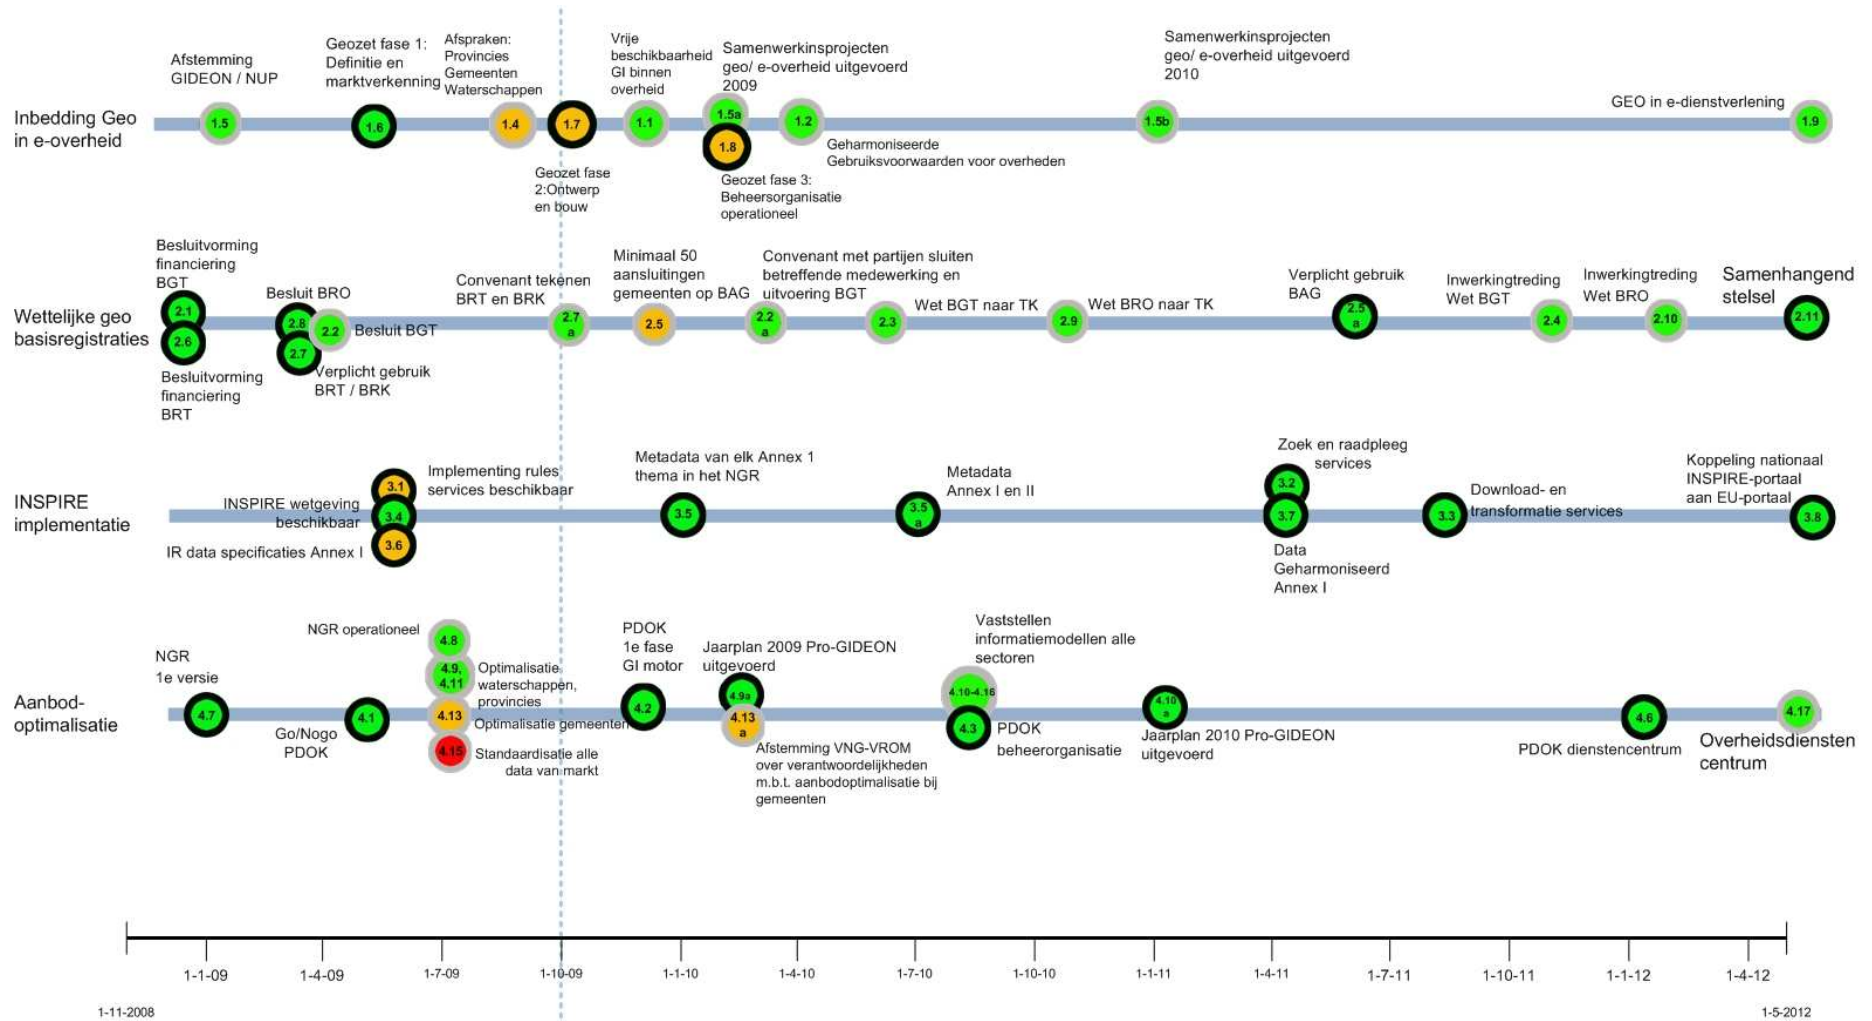 Afstemming
GIDEON / NUP
Geozet fase 1:
Definitie en
marktverkenning
Afspraken:
Provincies
Gemeenten
Waterschappen
Vrije
beschikbaarheid
GI binnen
overheid
Samenwerkinsprojecten
geo/ e-overheid uitgevoerd
2009
Samenwerkinsprojecten
geo/ e-overheid uitgevoerd
2010
GEO in e-dienstverlening
Inbedding Geo
in e-overheid
1.5
1.6
1.4
1.7
1.1
1.5a
1.8
1.2
1.5b
1.9
Geharmoniseerde
Gebruiksvoorwaarden voor overheden
Geozet fase
2:Ontwerp
en bouw
Geozet fase 3:
Beheersorganisatie
operationeel
Besluitvorming
financiering
BGT
Besluit BRO
Convenant tekenen
BRT en BRK
Minimaal 50
aansluitingen
gemeenten op BAG
Convenant met partijen sluiten
betreffende medewerking en
uitvoering BGT
Wet BGT naar TK
Wet BRO naar TK
Verplicht gebruik
BAG
Inwerkingtreding
Wet BGT
Inwerkingtreding
Wet BRO
Samenhangend
stelsel
Wettelijke geo
basisregistraties
2.1
2.6
2.8
2.7
2.2
Besluit BGT
2.7
a
2.5
2.2
a
2.3
2.9
2.5
a
2.4
2.10
2.11
Besluitvorming
financiering
BRT
Verplicht gebruik
BRT / BRK
INSPIRE
implementatie
INSPIRE wetgeving
beschikbaar
IR data specificaties Annex I
3.1
3.4
3.6
Implementing rules
services beschikbaar
Metadata van elk Annex 1
thema in het NGR
3.5
Metadata
Annex I en II
3.5
a
Zoek en raadpleeg
services
3.2
3.7
Data
Geharmoniseerd
Annex I
3.3
Download- en
transformatie services
Koppeling nationaal
INSPIRE-portaal
aan EU-portaal
3.8
Aanbod-
optimalisatie
NGR
1e versie
4.7
Go/Nogo
PDOK
4.1
NGR operationeel
4.8
4.9,
4.11
4.13
4.15
Optimalisatie
waterschappen,
provincies
Optimalisatie gemeenten
Standaardisatie alle
data van markt
PDOK
1e fase
GI motor
4.2
Jaarplan 2009 Pro-GIDEON
uitgevoerd
4.9a
4.13
a
Afstemming VNG-VROM
over verantwoordelijkheden
m.b.t. aanbodoptimalisatie bij
gemeenten
Vaststellen
informatiemodellen alle
sectoren
4.10-4.16
4.3
PDOK
beheerorganisatie
4.10
a
Jaarplan 2010 Pro-GIDEON
uitgevoerd
4.6
PDOK dienstencentrum
4.17
Overheidsdiensten
centrum
1-1-09
1-4-09
1-7-09
1-10-09
1-1-10
1-4-10
1-7-10
1-10-10
1-1-11
1-4-11
1-7-11
1-10-11
1-1-12
1-4-12
1-11-2008
1-5-2012